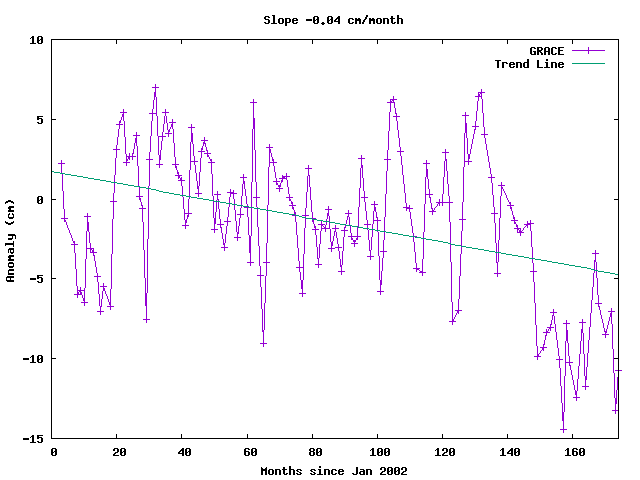 Slope -0.04 cm/month
GRACE
Trend Line
Anomaly (cm)
10
5
0
-5
-10
-15
0 20 40 60 80 100 120 140 160
Months since Jan 2002